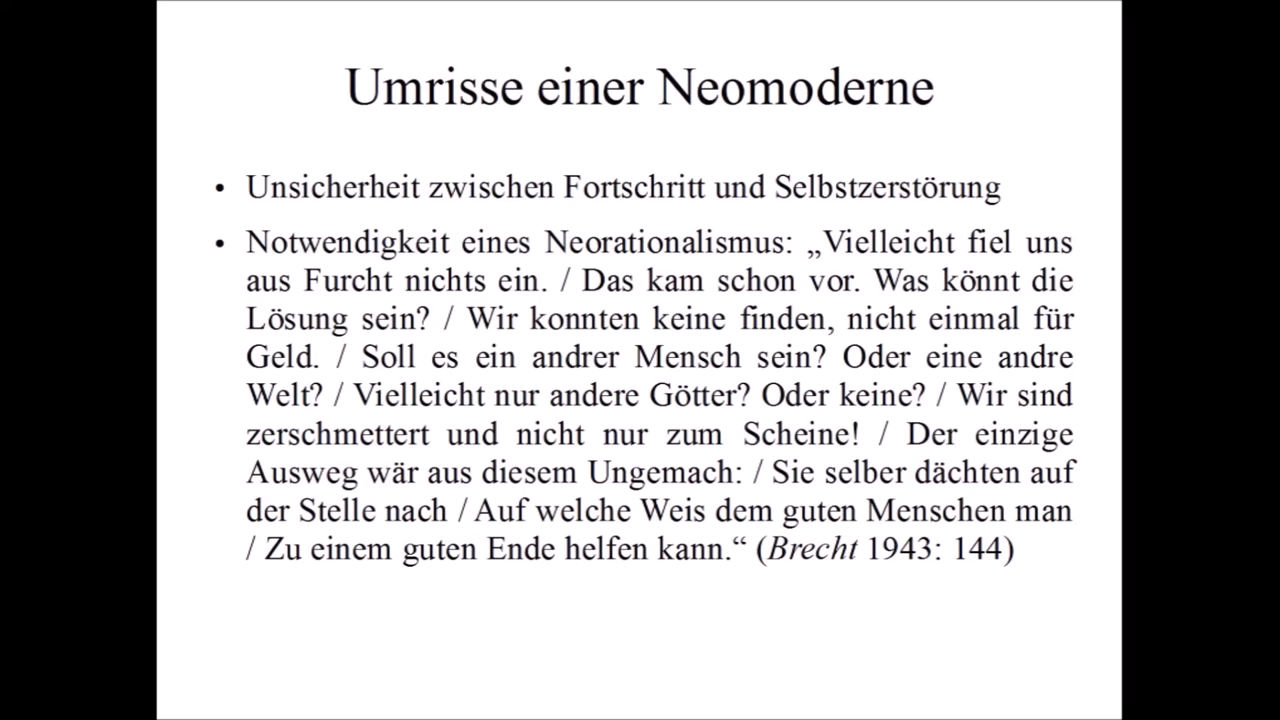 Umrisse einer Neomoderne
• Unsicherheit zwischen Fortschritt und Selbstzerstörung
• Notwendigkeit eines Neorationalismus: „Vielleicht fiel uns
aus Furcht nichts ein. / Das kam schon vor. Was könnt die
Lösung sein? / Wir konnten keine finden, nicht einmal für
Geld. / Soll es ein andrer Mensch sein? Oder eine andre
Welt? / Vielleicht nur andere Götter? Oder keine? / Wir sind
zerschmettert und nicht nur zum Scheine! / Der einzige
Ausweg wär aus diesem Ungemach: / Sie selber dächten auf
der Stelle nach / Auf welche Weis dem guten Menschen man
/ Zu einem guten Ende helfen kann.“ (Brecht 1943: 144)